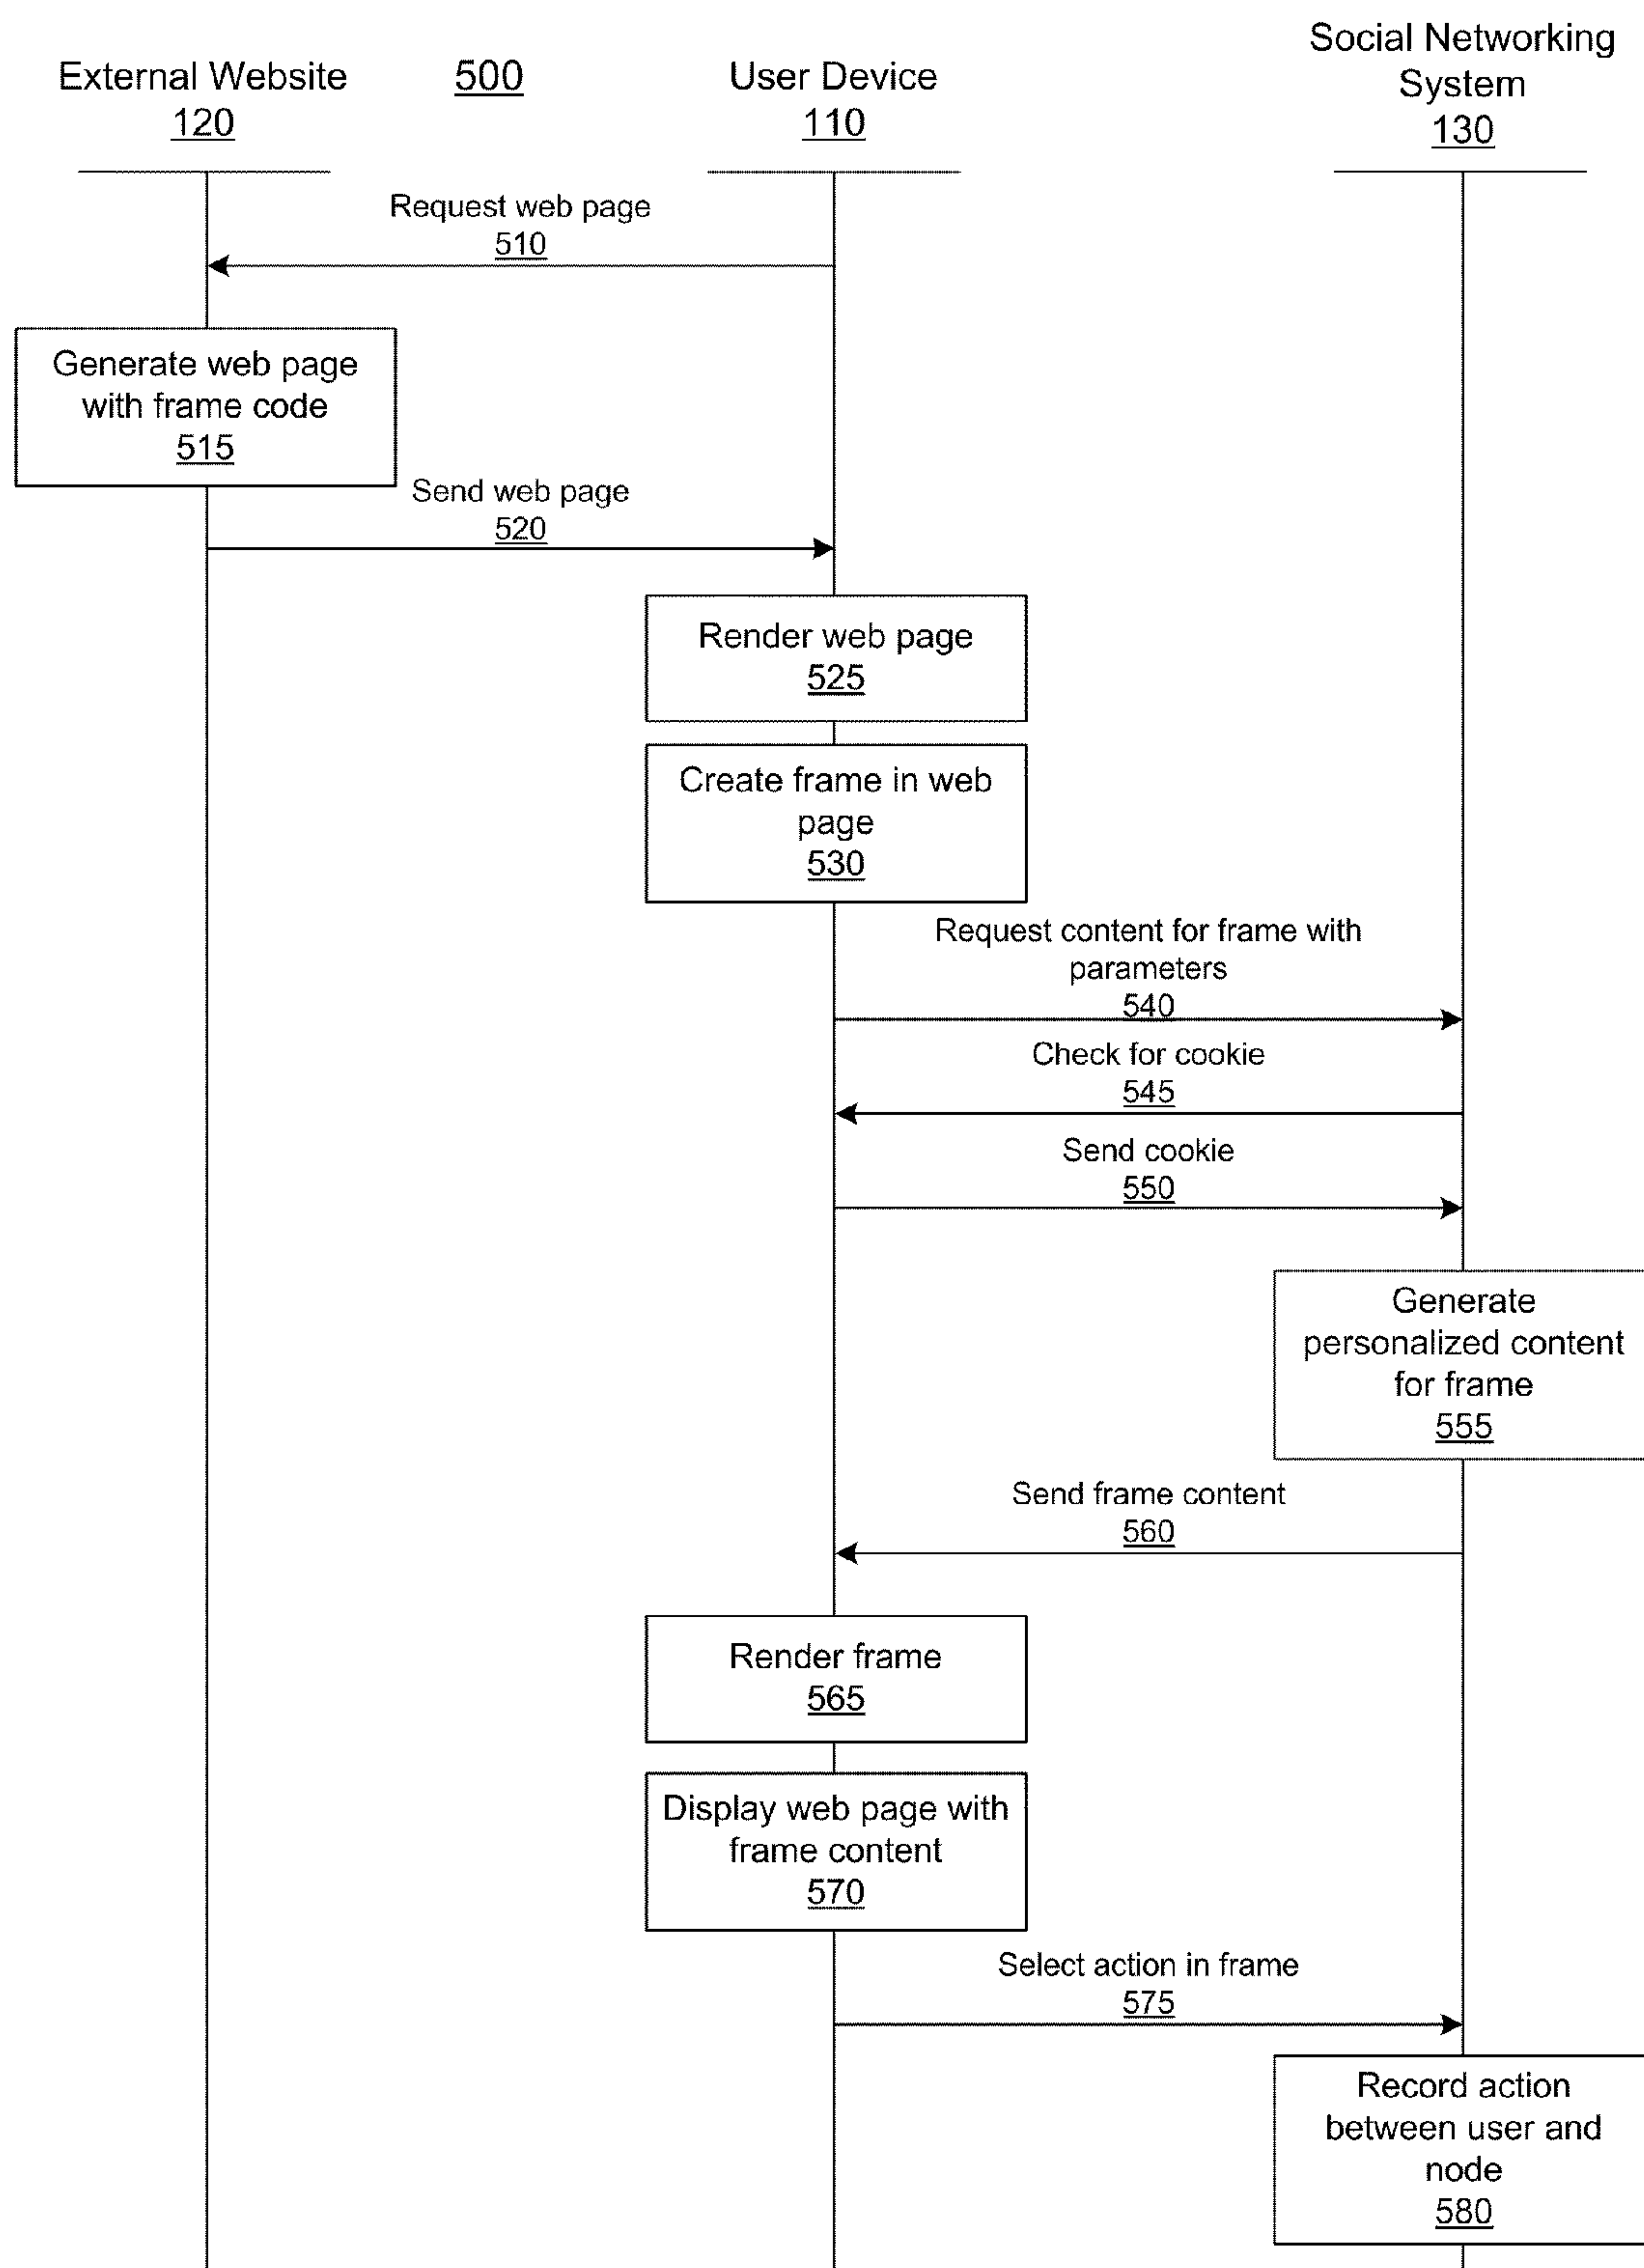 External Website
120
500
User Device
110
Social Networking
System
130
Request web page
510
Generate web page
with frame code
515
Send web page
520
Render web page
525
Create frame in web
page
530
Request content for frame with
parameters
540
Check for cookie
545
Send cookie
550
Generate
personalized content
for frame
555
Send frame content
560
Render frame
565
Display web page with
frame content
570
Select action in frame
575
Record action
between user and
node
580